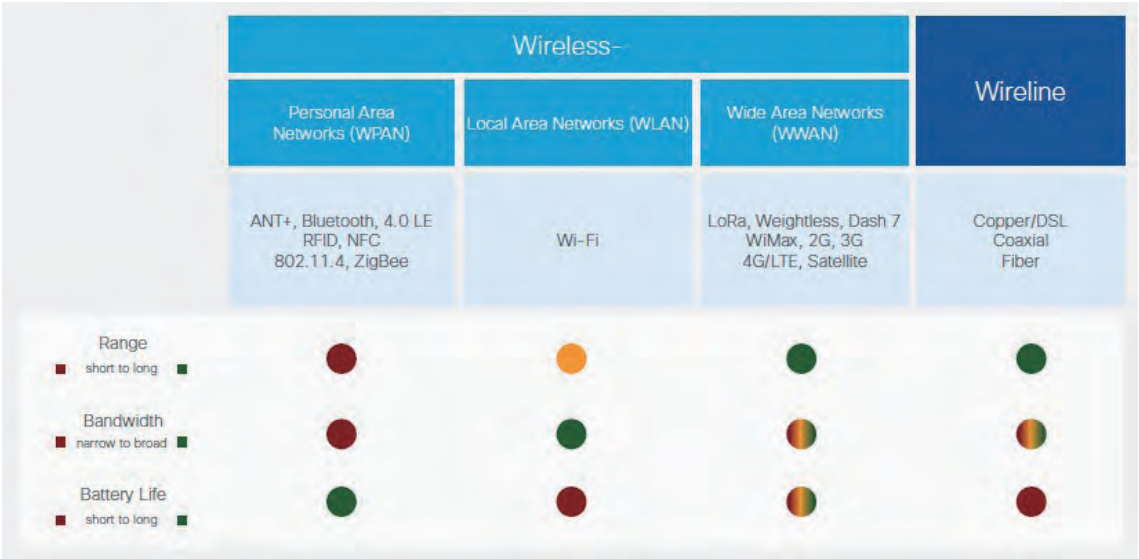 Wireless-
Wireline
Personal Area
Networks (WPAN)
Local Area Networks (WLAN)
Wide Area Networks
(WWAN)
ANT+, Bluetooth, 4.0 LE
RFID, NFC
802.11.4, ZigBee
Wi-Fi
LoRa, Weightless, Dash 7
WiMax, 2G, 3G
4G/LTE, Satellite
Copper/DSL
Coaxial
Fiber
Range
short to long
Bandwidth
narrow to broad
Battery Life
short to long